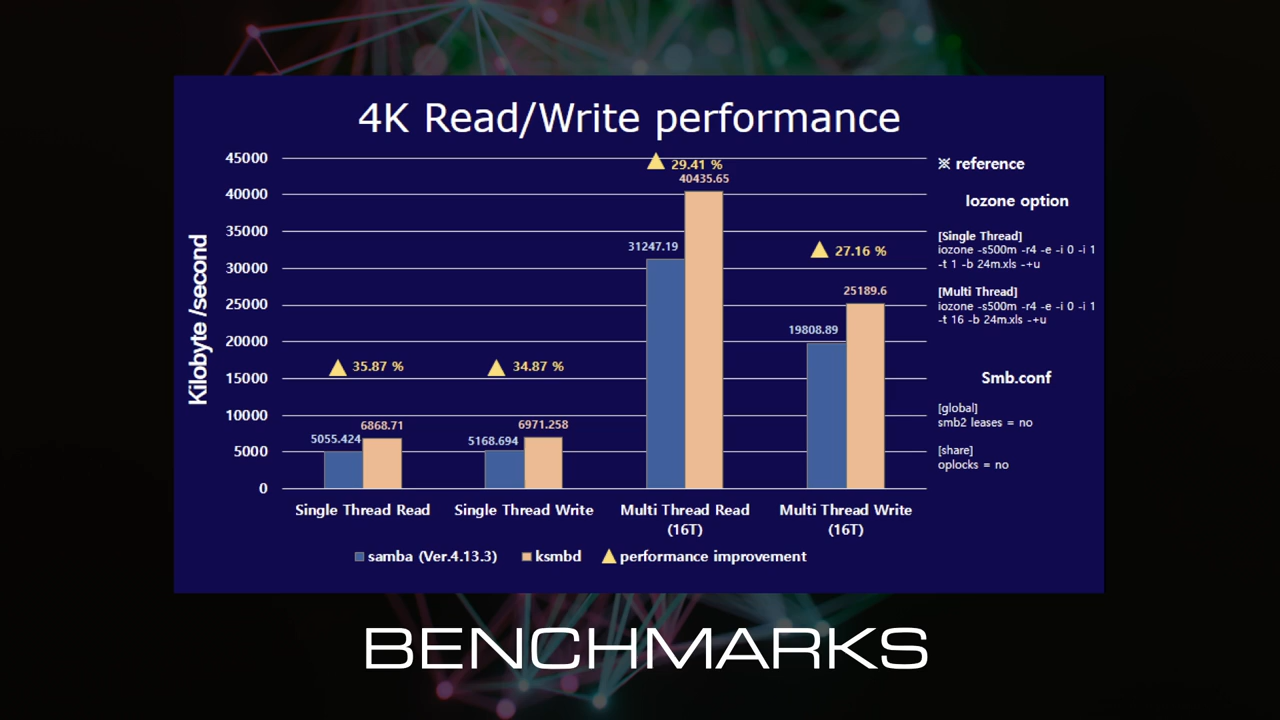 4K Read/Write performance
Kilobyte /second
45000
40000
35000
30000
25000
20000
15000
10000
5000
0
35.87 %
5055.424
6868.71
34.87 %
5168.694
6971.258
29.41 %
40435.65
31247.19
27.16 %
25189.6
19808.89
Single Thread Read
Single Thread Write
Multi Thread Read
(16T)
Multi Thread Write
(16T)
samba (Ver.4.13.3)
ksmbd
performance improvement
※ reference
Iozone option
[Single Thread]
iozone -s500m -r4 -e -i 0 -i 1
-t 1 -b 24m.xls -+u
[Multi Thread]
iozone -s500m -r4 -e -i 0 -i 1
-t 16 -b 24m.xls -+u
Smb.conf
[global]
smb2 leases = no
[share]
oplocks = no
BENCHMARKS